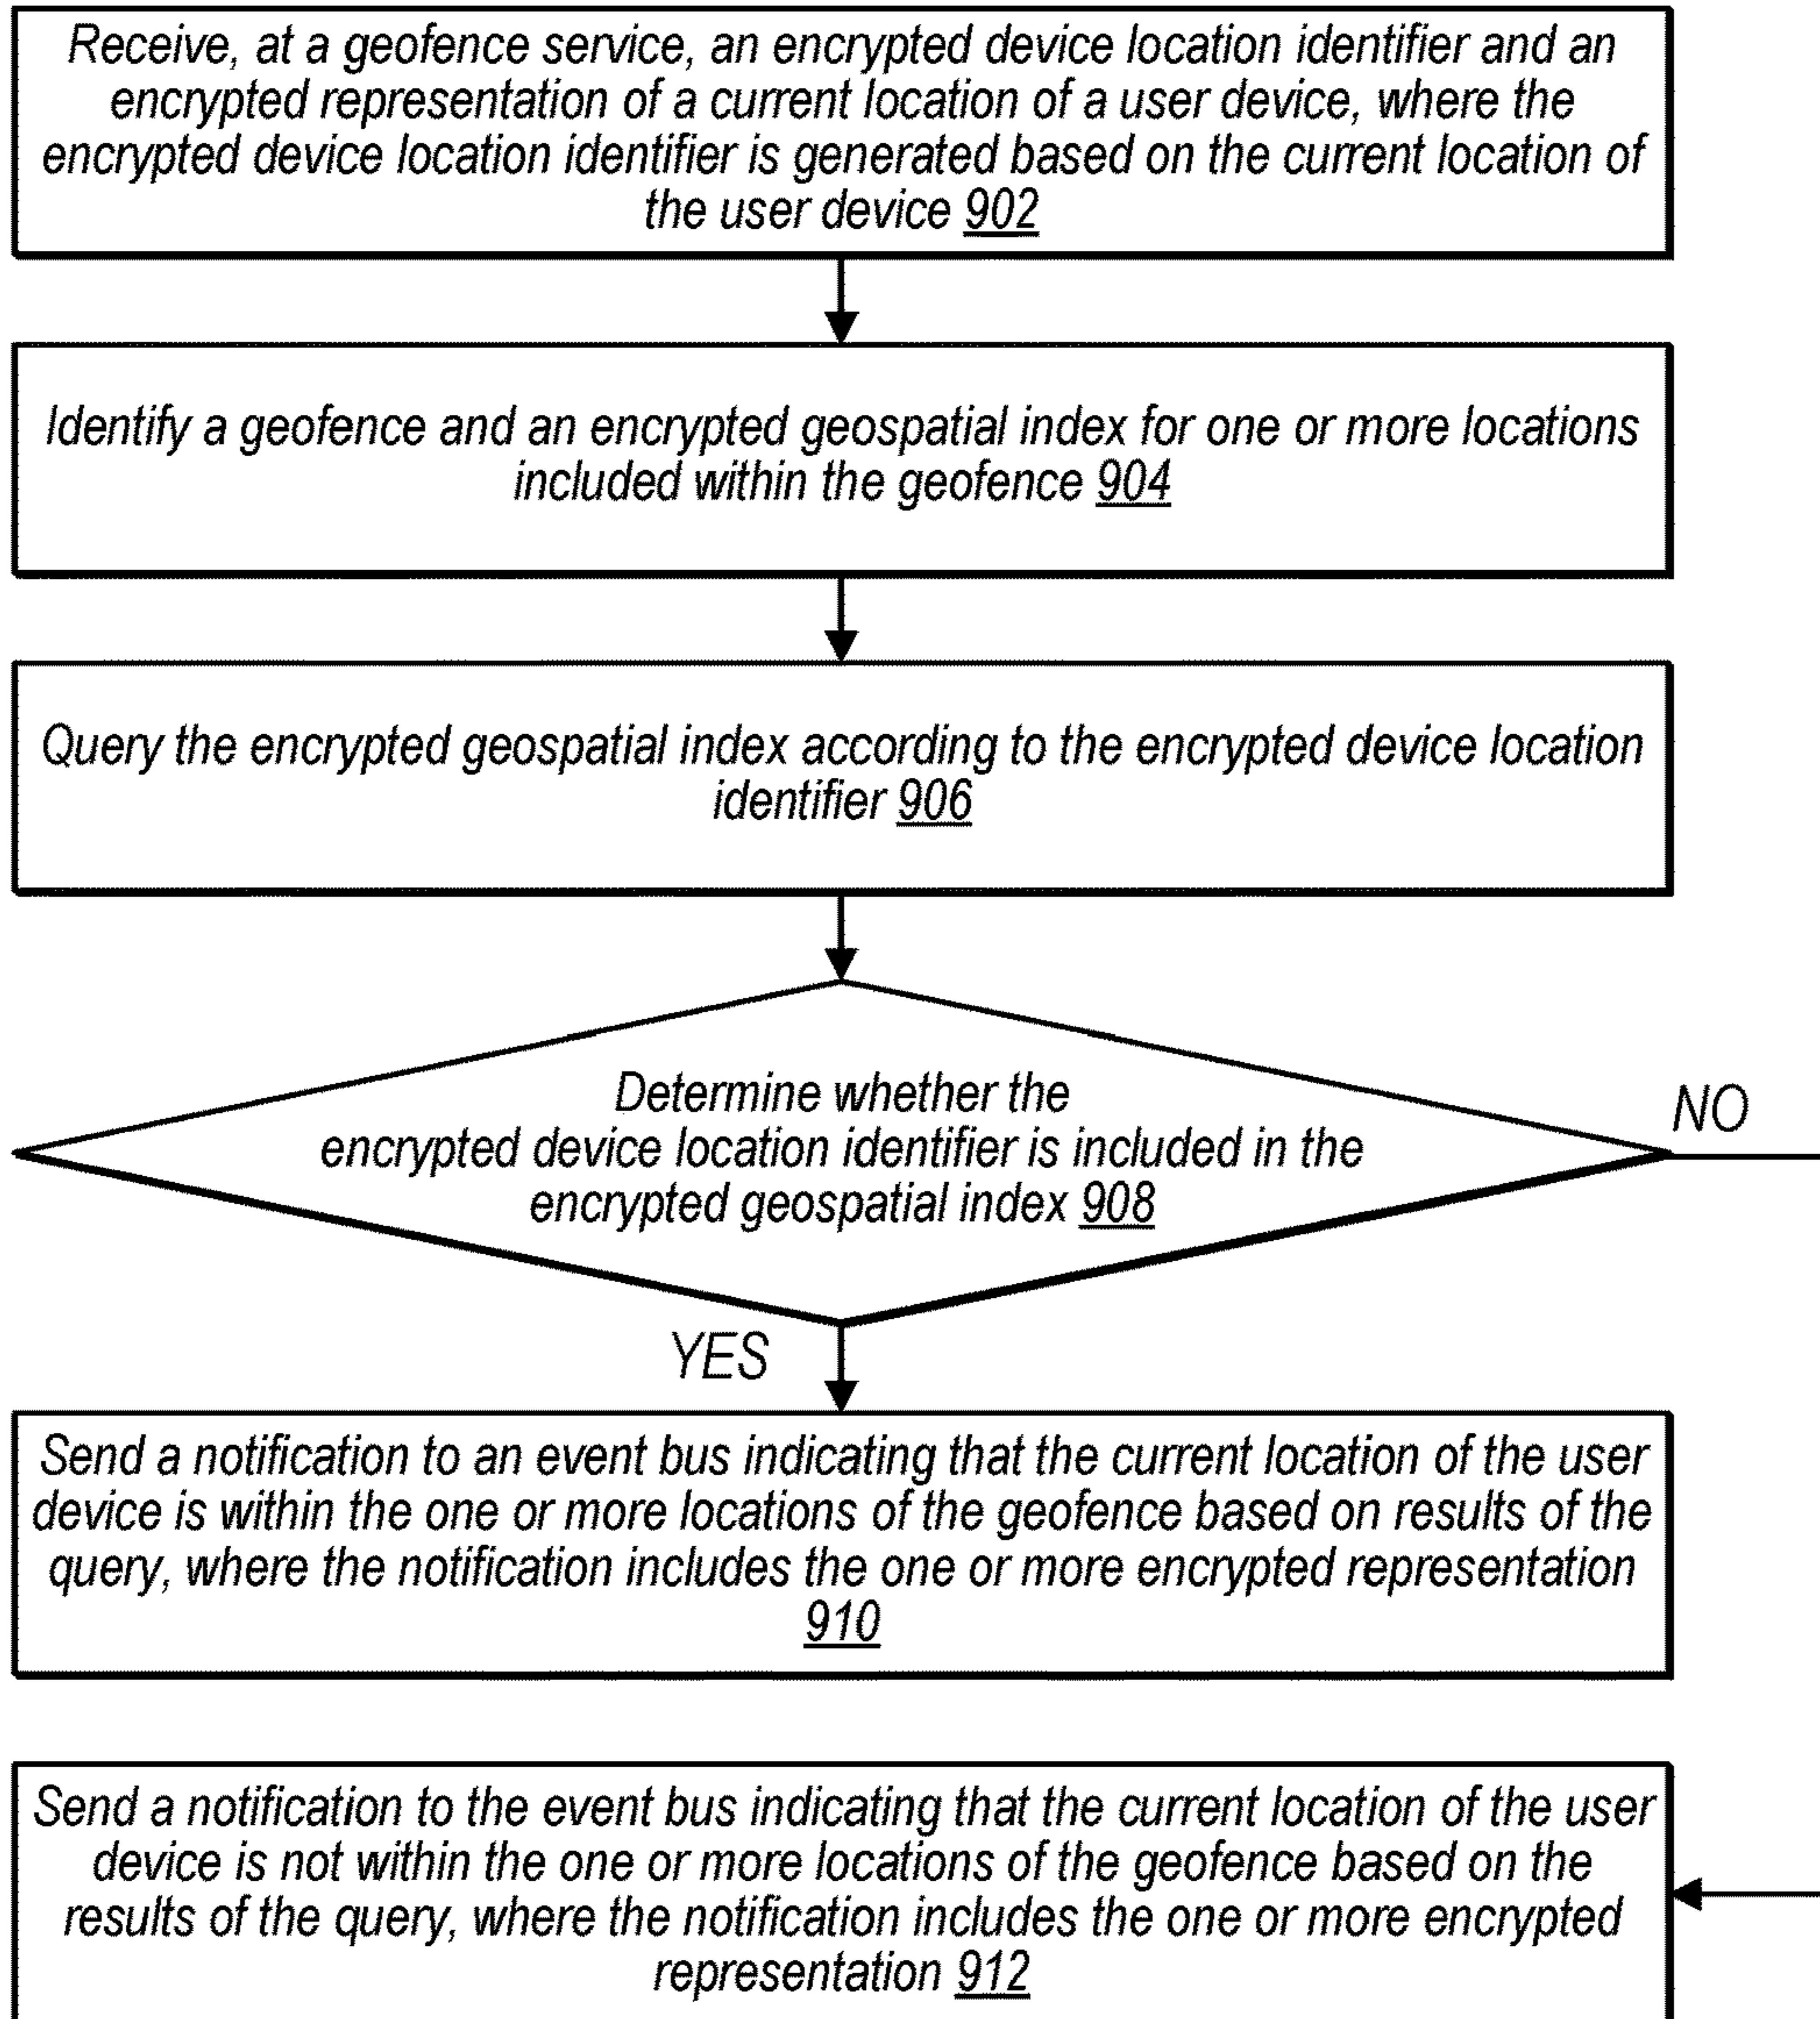 Receive, at a geofence service, an encrypted device location identifier and an
encrypted representation of a current location of a user device, where the
encrypted device location identifier is generated based on the current location of
the user device 902
Identify a geofence and an encrypted geospatial index for one or more locations
included within the geofence 904
Query the encrypted geospatial index according to the encrypted device location
identifier 906
Determine whether the
encrypted device location identifier is included in the
encrypted geospatial index 908
NO
YES
Send a notification to an event bus indicating that the current location of the user
device is within the one or more locations of the geofence based on results of the
query, where the notification includes the one or more encrypted representation
910
Send a notification to the event bus indicating that the current location of the user
device is not within the one or more locations of the geofence based on the
results of the query, where the notification includes the one or more encrypted
representation 912